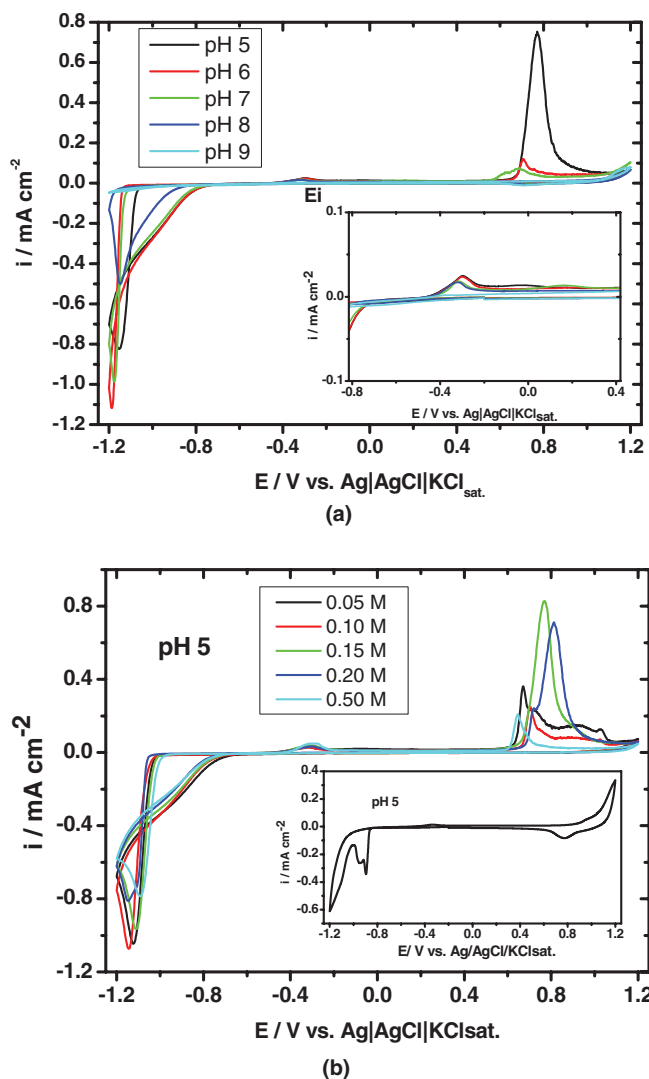 0.8
0.6
0.4
0.2
0.0
-0.2
-0.4
-0.6
-0.8
-1.0
-1.2
i / mA cm-2
pH 5
pH 6
pH 7
pH 8
pH 9
Ei
0.1
0.0
-0.1
i / mA cm-2
-0.8 -0.4 0.0 0.4
E / V vs. Ag|AgCl|KClsat.
-1.2 -0.8 -0.4 0.0 0.4 0.8 1.2
E / V vs. Ag|AgCl|KClsat.
(a)
0.8
0.4
0.0
-0.4
-0.8
-1.2
i / mA cm-2
pH 5
0.05 M
0.10 M
0.15 M
0.20 M
0.50 M
0.4
0.2
0.0
-0.2
-0.4
-0.6
i / mA cm-2
pH 5
-1.2 -0.8 -0.4 0.0 0.4 0.8 1.2
E/ V vs. Ag/AgCl/KClsat.
-1.2 -0.8 -0.4 0.0 0.4 0.8 1.2
E / V vs. Ag|AgCl|KClsat.
(b)